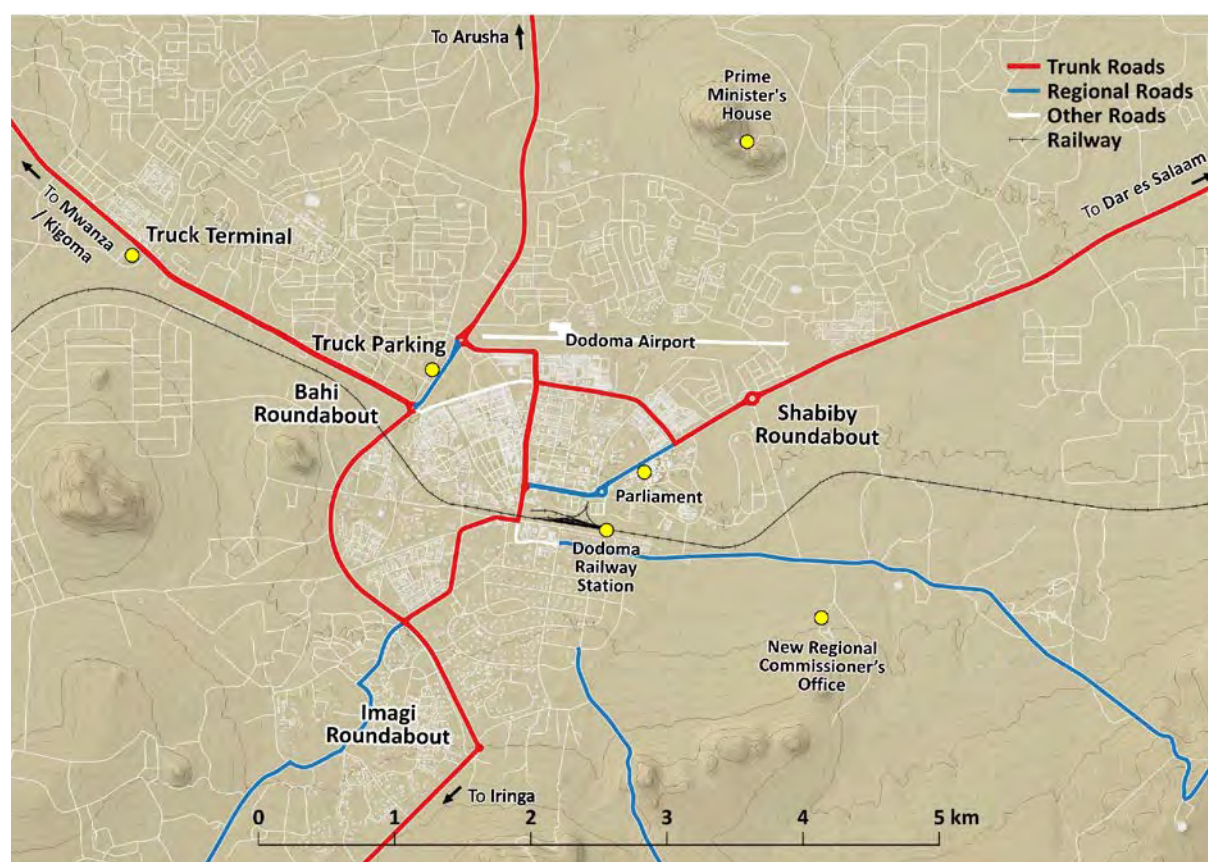 To Arusha
Prime
Minister's
House
Trunk Roads
Regional Roads
Other Roads
Railway
To Dar es Salaam
To Mwanza
/ Kigoma
Truck Terminal
Truck Parking
Dodoma Airport
Bahi
Roundabout
Shabiby
Roundabout
Parliament
Dodoma
Railway
Station
New Regional
Commissioner's
Office
Imagi
Roundabout
To Iringa
0 1 2 3 4 5 km